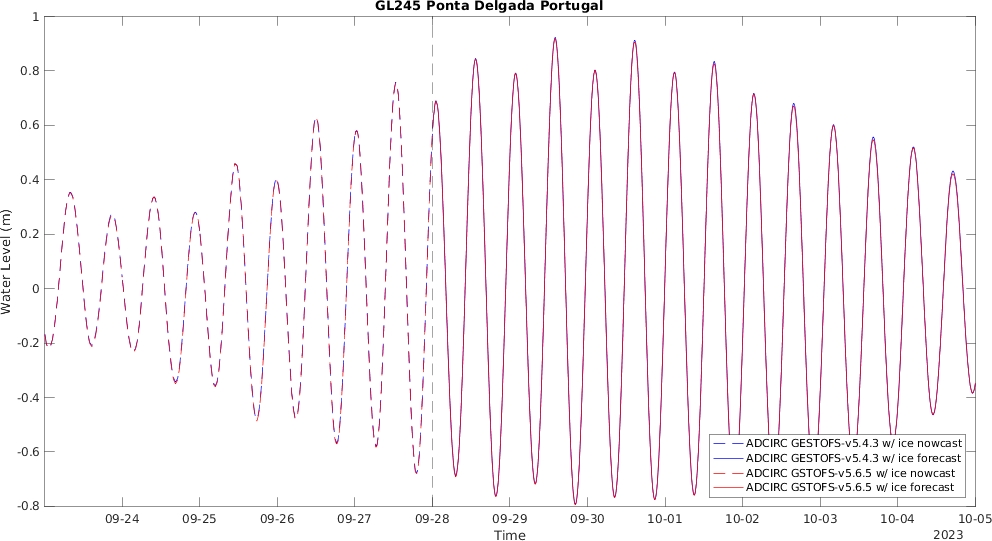 GL245 Ponta Delgada Portugal
Water Level (m)
1
0.8
0.6
0.4
0.2
0
-0.2
-0.4
-0.6
-0.8
ADCIRC GESTOFS-v5.4.3 w/ ice nowcast
ADCIRC GESTOFS-v5.4.3 w/ ice forecast
ADCIRC GSTOFS-v5.6.5 w/ ice nowcast
ADCIRC GSTOFS-v5.6.5 w/ ice forecast
09-24 09-25 09-26 09-27 09-28 09-29 09-30 10-01 10-02 10-03 10-04 10-05
Time
2023